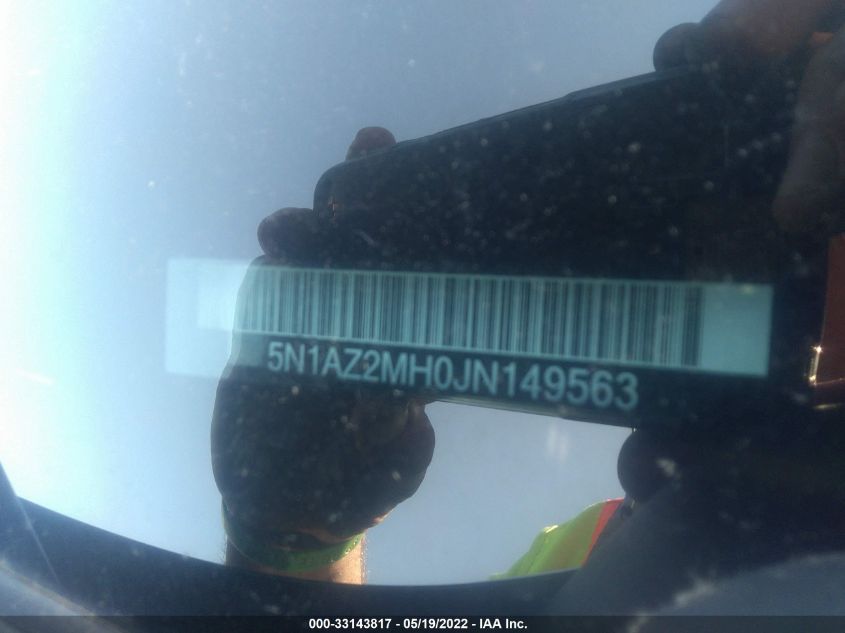 5N1AZ2MH0JN149563
000-33143817 - 05/19/2022 - IAA Inc.